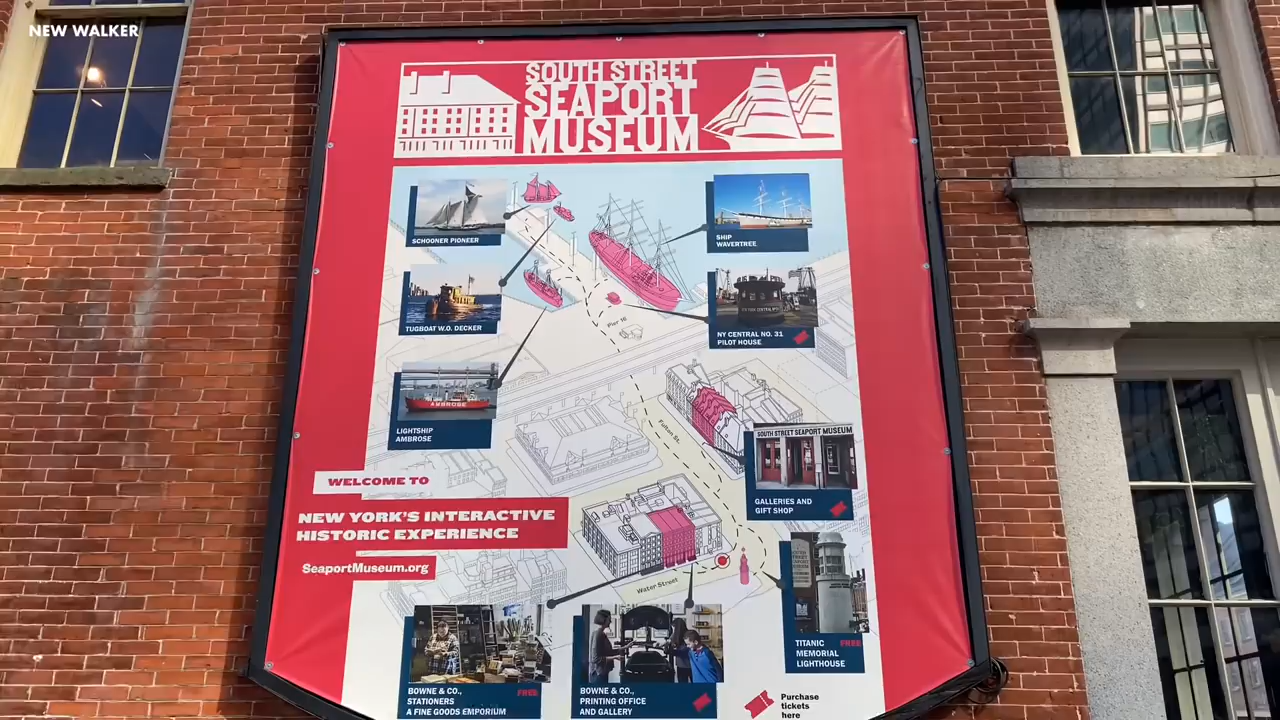 NEW WALKER
SOUTH STREET
SEAPORT
MUSEUM
SCHOONER PIONEER
SHIP
WAVERTREE
TUGBOAT W.O. DECKER
NY CENTRAL NO. 31
PILOT HOUSE
Pier 16
LIGHTSHIP
AMBROSE
AMBROSE
Fulton St.
SOUTH STREET SEAPORT MUSEUM
GALLERIES AND
GIFT SHOP
WELCOME TO
NEW YORK'S INTERACTIVE
HISTORIC EXPERIENCE
SeaportMuseum.org
Water Street
TITANIC FREE
MEMORIAL
LIGHTHOUSE
BOWNE & CO., FREE
STATIONERS
A FINE GOODS EMPORIUM
BOWNE & CO.,
PRINTING OFFICE
AND GALLERY
Purchase
tickets
here